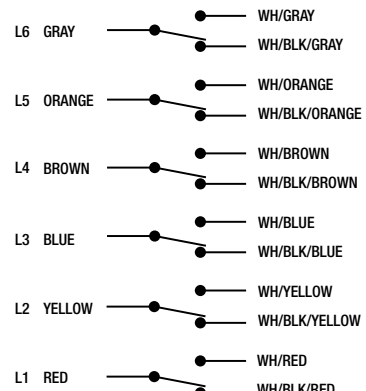 WH/GRAY
L6 GRAY
WH/BLK/GRAY
WH/ORANGE
L5 ORANGE
WH/BLK/ORANGE
WH/BROWN
L4 BROWN
WH/BLK/BROWN
WH/BLUE
L3 BLUE
WH/BLK/BLUE
WH/YELLOW
L2 YELLOW
WH/BLK/YELLOW
WH/RED
L1 RED
WH/BLK/RED